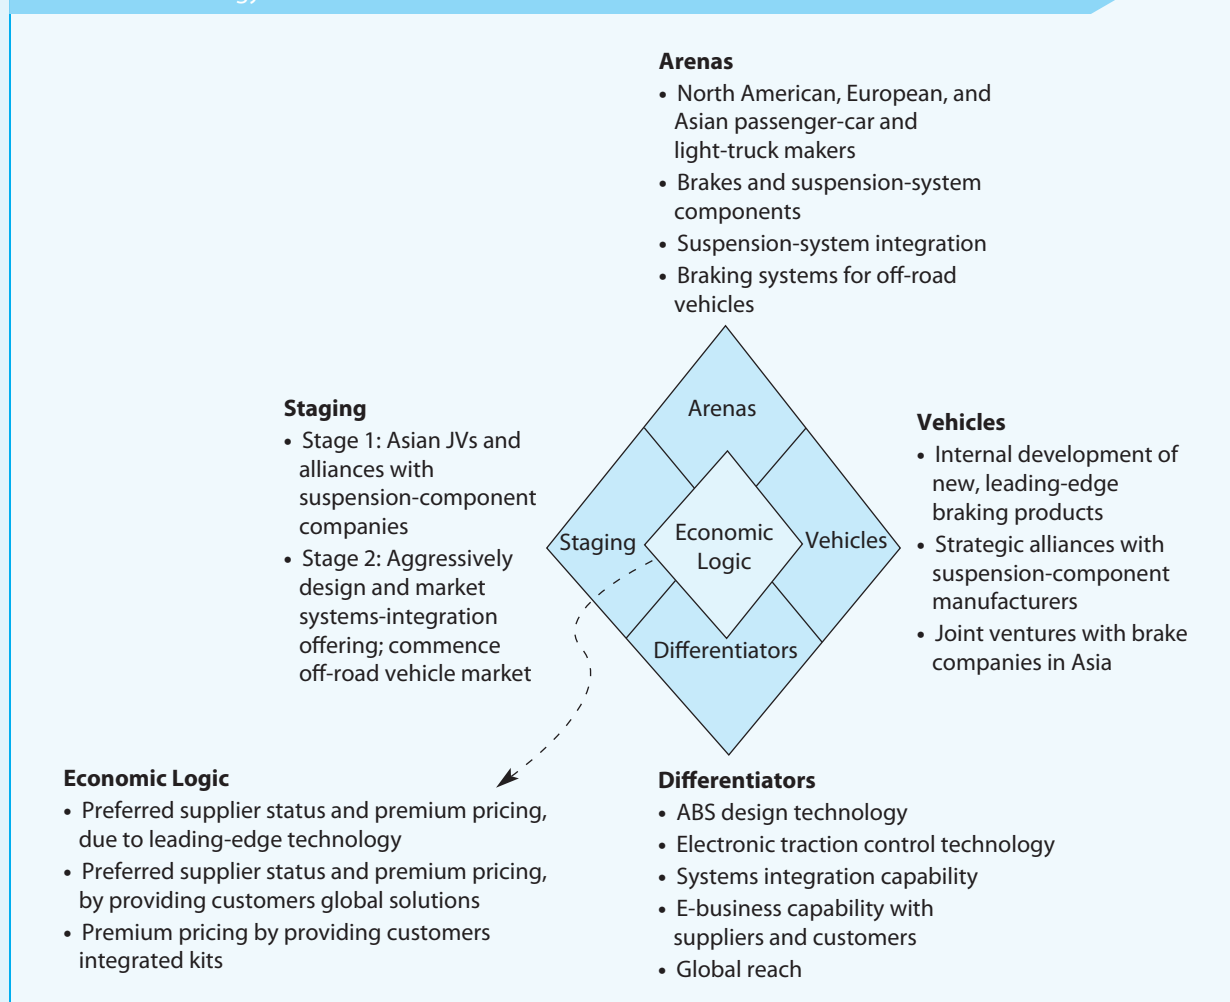 Arenas
• North American, European, and
Asian passenger-car and
light-truck makers
• Brakes and suspension-system
components
• Suspension-system integration
• Braking systems for off-road
vehicles
Staging
• Stage 1: Asian JVs and
alliances with
suspension-component
companies
• Stage 2: Aggressively
design and market
systems-integration
offering; commence
off-road vehicle market
Arenas
Staging
Economic
Logic
Vehicles
Differentiators
Vehicles
• Internal development of
new, leading-edge
braking products
• Strategic alliances with
suspension-component
manufacturers
• Joint ventures with brake
companies in Asia
Economic Logic
• Preferred supplier status and premium pricing,
due to leading-edge technology
• Preferred supplier status and premium pricing,
by providing customers global solutions
• Premium pricing by providing customers
integrated kits
Differentiators
• ABS design technology
• Electronic traction control technology
• Systems integration capability
• E-business capability with
suppliers and customers
• Global reach